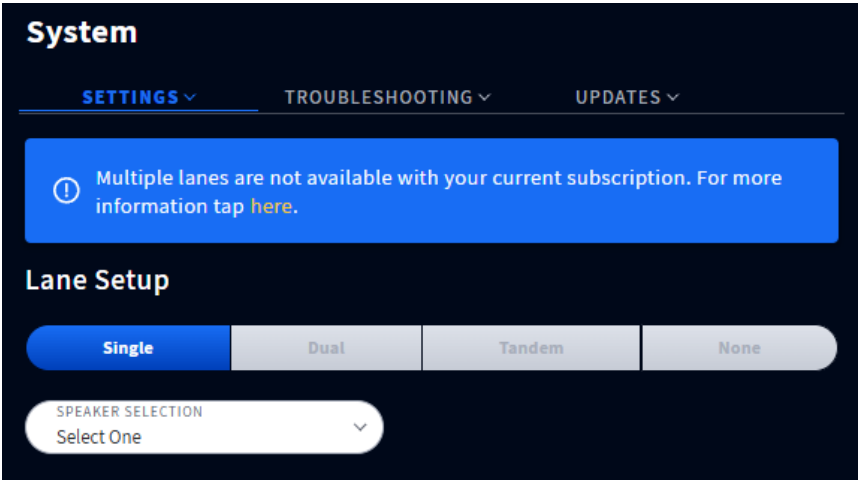 System
SETTINGS TROUBLESHOOTING UPDATES
Multiple lanes are not available with your current subscription. For more
information tap here.
Lane Setup
Single Dual Tandem None
SPEAKER SELECTION
Select One